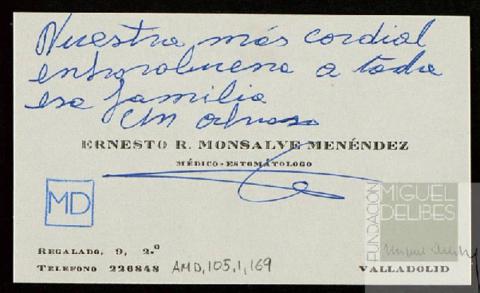 Nuestra más cordial
enhorabuena a toda
esa familia
Un abrazo
ERNESTO R. MONSALVE MENÉNDEZ
MÉDICO-ESTOMATÓLOGO
MD
FUNDACIÓN
MIGUEL
DELIBES
REGALADO, 9, 2.º
TELEFONO 226848
AMD,105,1,169
VALLADOLID